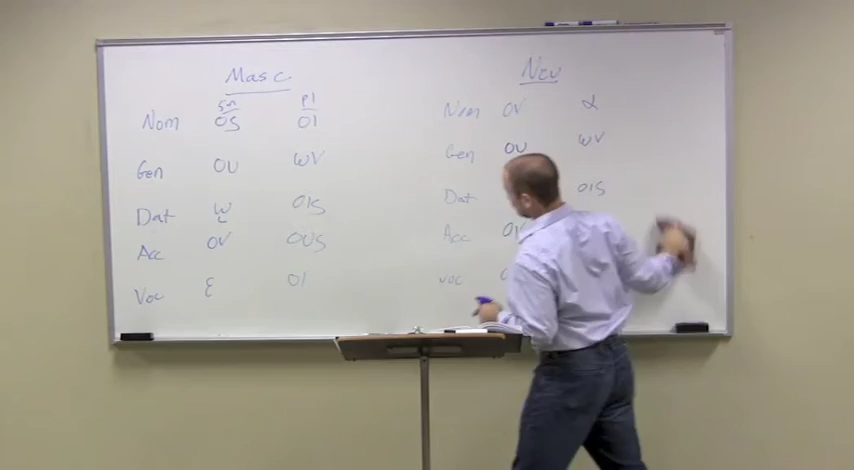 Masc
sg pl
Nom ος οι
Gen ου ων
Dat ῳ οις
Acc ον ους
Voc ε οι
Neu
Nom ον α
Gen ου ων
Dat οις
Acc
voc